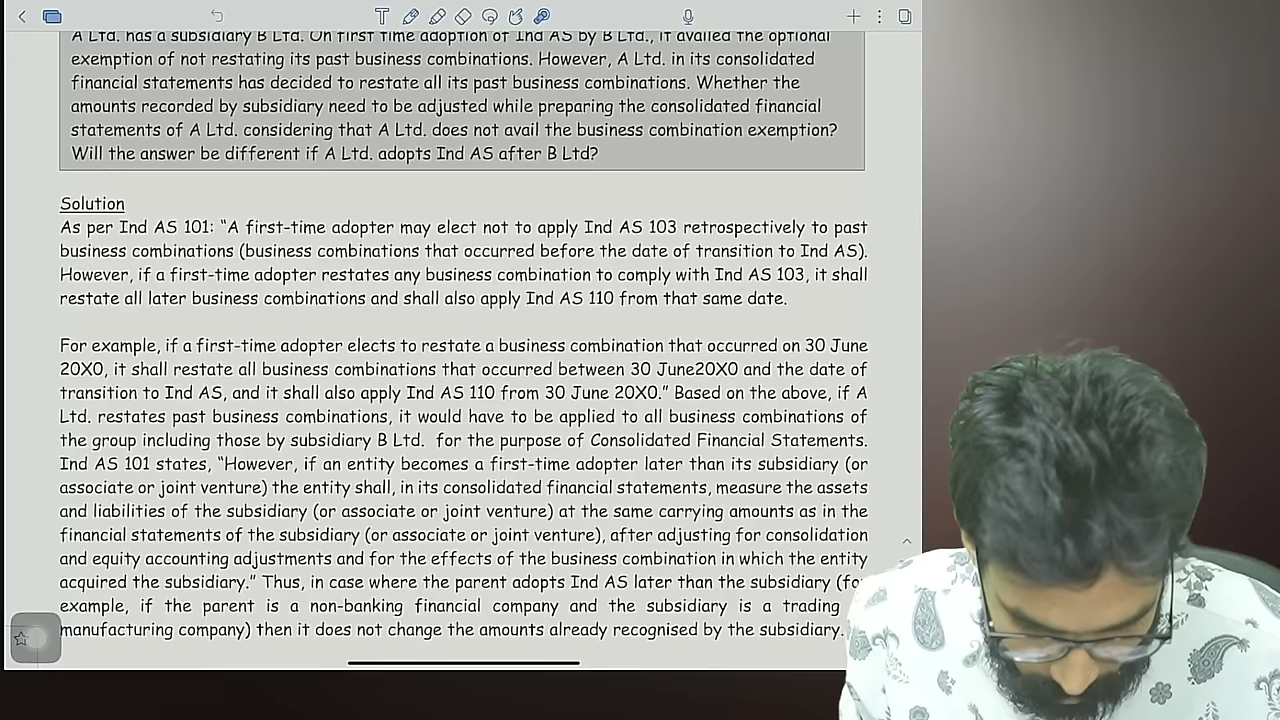 A Ltd. has a subsidiary B Ltd. On first time adoption of Ind AS by B Ltd., it availed the optional
exemption of not restating its past business combinations. However, A Ltd. in its consolidated
financial statements has decided to restate all its past business combinations. Whether the
amounts recorded by subsidiary need to be adjusted while preparing the consolidated financial
statements of A Ltd. considering that A Ltd. does not avail the business combination exemption?
Will the answer be different if A Ltd. adopts Ind AS after B Ltd?
Solution
As per Ind AS 101: “A first-time adopter may elect not to apply Ind AS 103 retrospectively to past
business combinations (business combinations that occurred before the date of transition to Ind AS).
However, if a first-time adopter restates any business combination to comply with Ind AS 103, it shall
restate all later business combinations and shall also apply Ind AS 110 from that same date.
For example, if a first-time adopter elects to restate a business combination that occurred on 30 June
20X0, it shall restate all business combinations that occurred between 30 June20X0 and the date of
transition to Ind AS, and it shall also apply Ind AS 110 from 30 June 20X0.” Based on the above, if A
Ltd. restates past business combinations, it would have to be applied to all business combinations of
the group including those by subsidiary B Ltd. for the purpose of Consolidated Financial Statements.
Ind AS 101 states, “However, if an entity becomes a first-time adopter later than its subsidiary (or
associate or joint venture) the entity shall, in its consolidated financial statements, measure the assets
and liabilities of the subsidiary (or associate or joint venture) at the same carrying amounts as in the
financial statements of the subsidiary (or associate or joint venture), after adjusting for consolidation
and equity accounting adjustments and for the effects of the business combination in which the entity
acquired the subsidiary.” Thus, in case where the parent adopts Ind AS later than the subsidiary (for
example, if the parent is a non-banking financial company and the subsidiary is a trading
manufacturing company) then it does not change the amounts already recognised by the subsidiary.